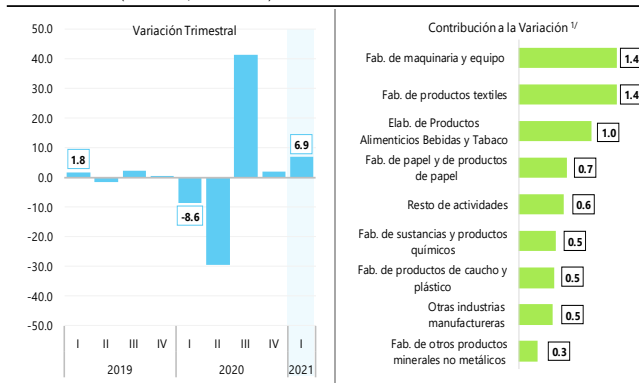 Variación Trimestral
50.0
40.0
30.0
20.0
10.0
0.0
-10.0
-20.0
-30.0
-40.0
-50.0
1.8
-8.6
6.9
I II III IV I II III IV I
2019 2020 2021
Contribución a la Variación 1/
Fab. de maquinaria y equipo 1.4
Fab. de productos textiles 1.4
Elab. de Productos
Alimenticios Bebidas y Tabaco 1.0
Fab. de papel y de productos
de papel 0.7
Resto de actividades 0.6
Fab. de sustancias y productos
químicos 0.5
Fab. de productos de caucho y
plástico 0.5
Otras industrias
manufactureras 0.5
Fab. de otros productos
minerales no metálicos 0.3